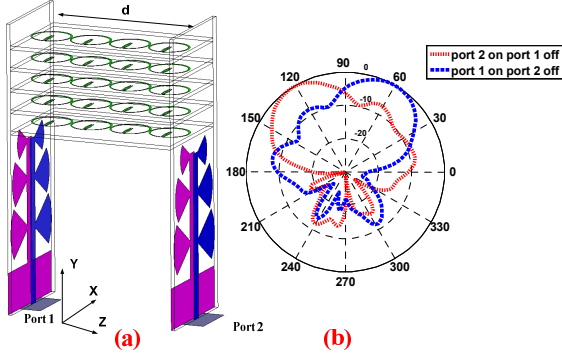 d
Y
X
Z
Port 1
Port 2
(a)
port 2 on port 1 off
port 1 on port 2 off
90
0
120
60
-10
150
30
-20
180
0
210
330
240
300
270
(b)